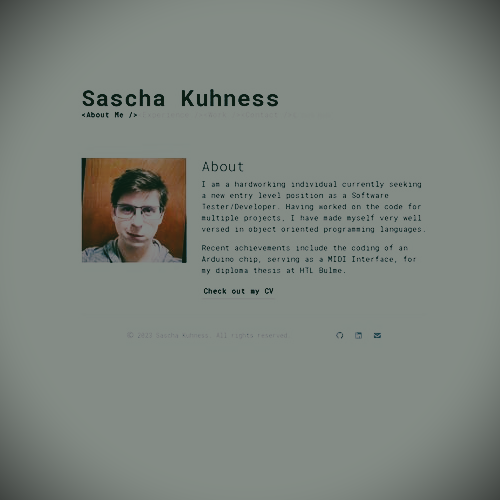 Sascha Kuhness
<About Me />
About
I am a hardworking individual currently seeking
a new entry level position as a Software
Tester/Developer. Having worked on the code for
multiple projects, I have made myself very well
versed in object oriented programming languages.
Recent achievements include the coding of an
Arduino chip, serving as a MIDI Interface, for
my diploma thesis at HTL Bulme.
Check out my CV
Sascha Kuhness. All rights reserved